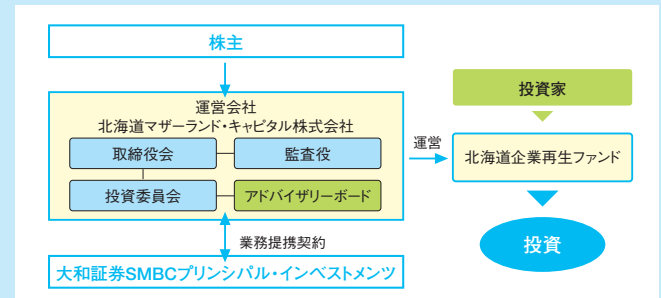 株主
運営会社
北海道マザーランド・キャピタル株式会社
取締役会
監査役
投資委員会
アドバイザリーボード
業務提携契約
大和証券SMBCプリンシパル・インベストメンツ
運営
投資家
北海道企業再生ファンド
投資